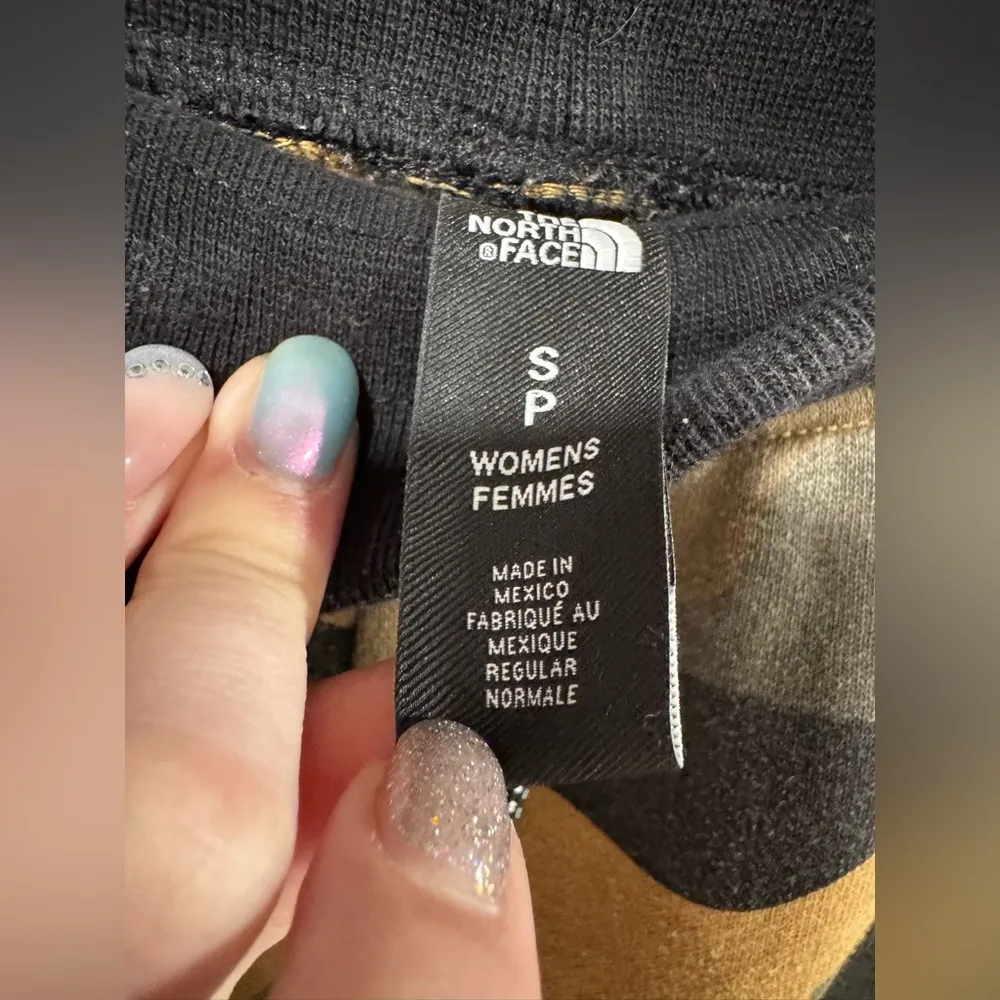 THE
NORTH
®FACE
S
P
WOMENS
FEMMES
MADE IN
MEXICO
FABRIQUÉ AU
MEXIQUE
REGULAR
NORMALE